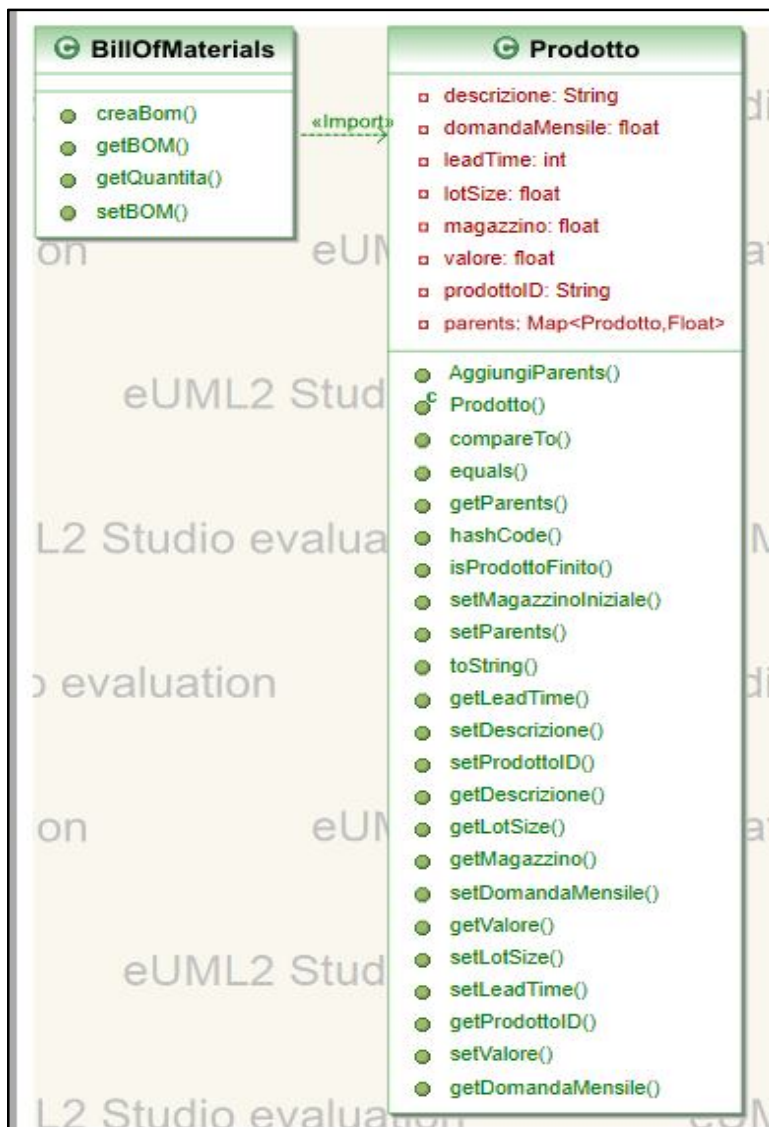 BillOfMaterials
creaBom()
getBOM()
getQuantita()
setBOM()
«Import»
Prodotto
descrizione: String
domandaMensile: float
leadTime: int
lotSize: float
magazzino: float
valore: float
prodottoID: String
parents: Map<Prodotto,Float>
AggiungiParents()
Prodotto()
compareTo()
equals()
getParents()
hashCode()
isProdottoFinito()
setMagazzinoIniziale()
setParents()
toString()
getLeadTime()
setDescrizione()
setProdottoID()
getDescrizione()
getLotSize()
getMagazzino()
setDomandaMensile()
getValore()
setLotSize()
setLeadTime()
getProdottoID()
setValore()
getDomandaMensile()
eUML2 Stud
L2 Studio evalua
evaluation
eUML2 Stud
L2 Studio evaluation